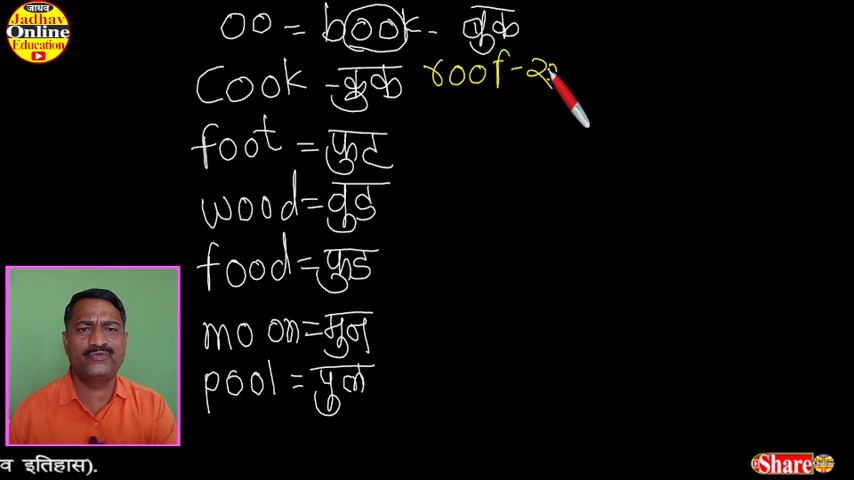 जाधव
Jadhav
Online
Education
oo = book - बुक
cook - कुक roof - रु
foot = फुट
wood = वुड
food = फुड
moon = मुन
pool = पुल
व इतिहास).
Share